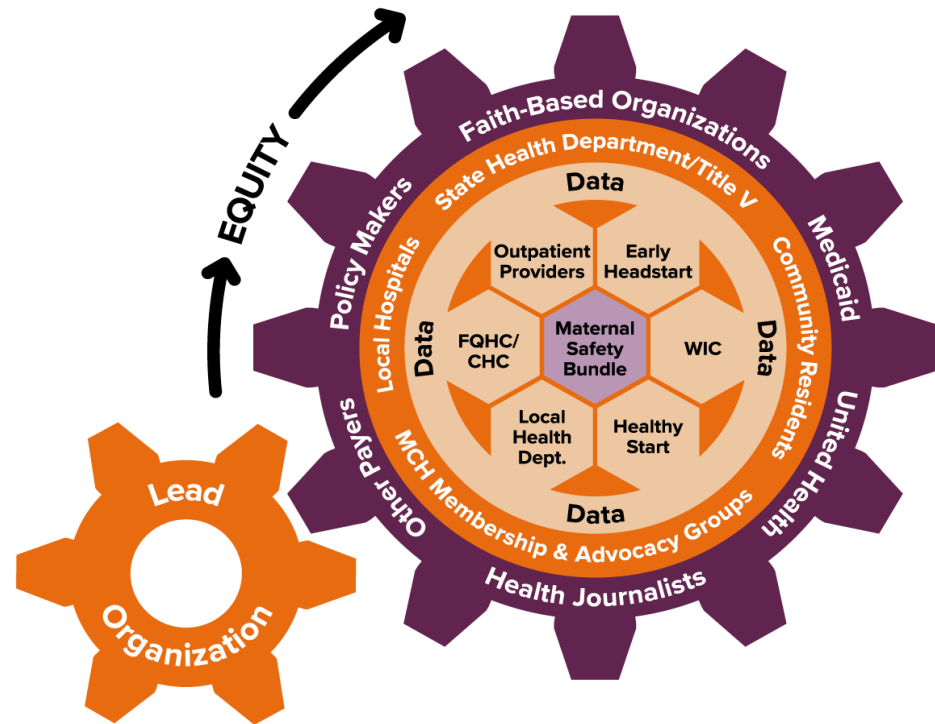 EQUITY
Faith-Based Organizations
Policy Makers
Medicaid
Other Payers
United Health
Health Journalists
State Health Department/Title V
Local Hospitals
Community Residents
MCH Membership & Advocacy Groups
Data
Data
Data
Data
Outpatient
Providers
Early
Headstart
FQHC/
CHC
Maternal
Safety
Bundle
WIC
Local
Health
Dept.
Healthy
Start
Lead
Organization